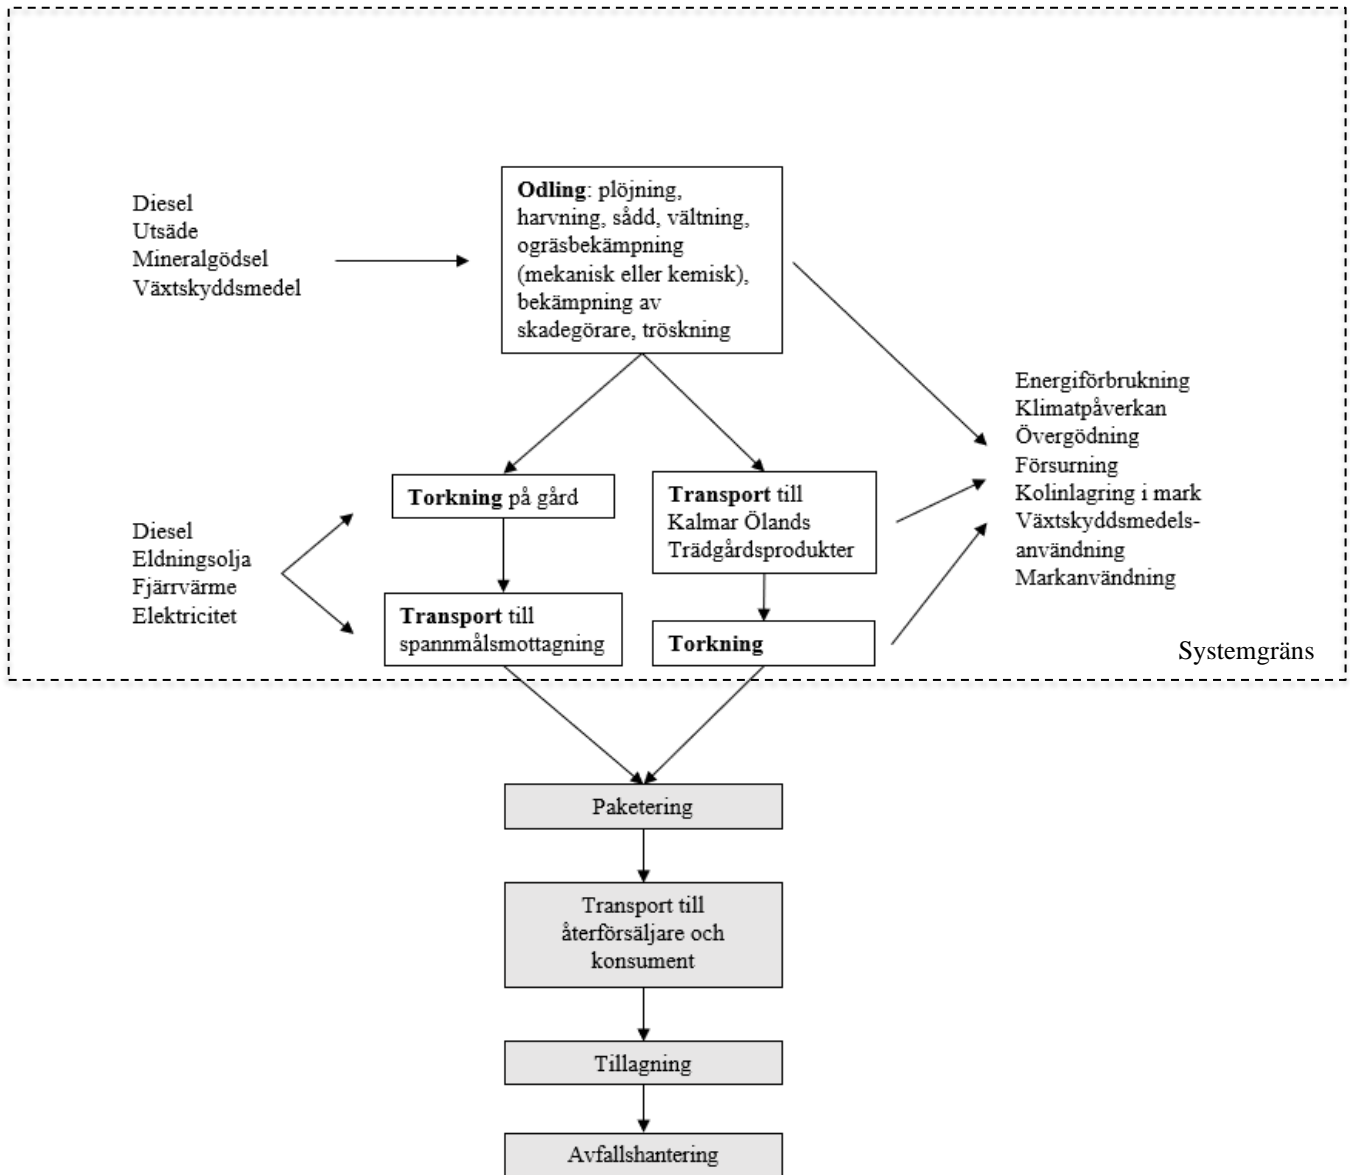 Diesel
Utsäde
Mineralgödsel
Växtskyddsmedel
Odling: plöjning,
harvning, sådd, vältning,
ogräsbekämpning
(mekanisk eller kemisk),
bekämpning av
skadegörare, tröskning
Energiförbrukning
Klimatpåverkan
Övergödning
Försurning
Kolinlagring i mark
Växtskyddsmedels-
användning
Markanvändning
Diesel
Eldningsolja
Fjärrvärme
Elektricitet
Torkning på gård
Transport till
spannmålsmottagning
Transport till
Kalmar Ölands
Trädgårdsprodukter
Torkning
Systemgräns
Paketering
Transport till
återförsäljare och
konsument
Tillagning
Avfallshantering